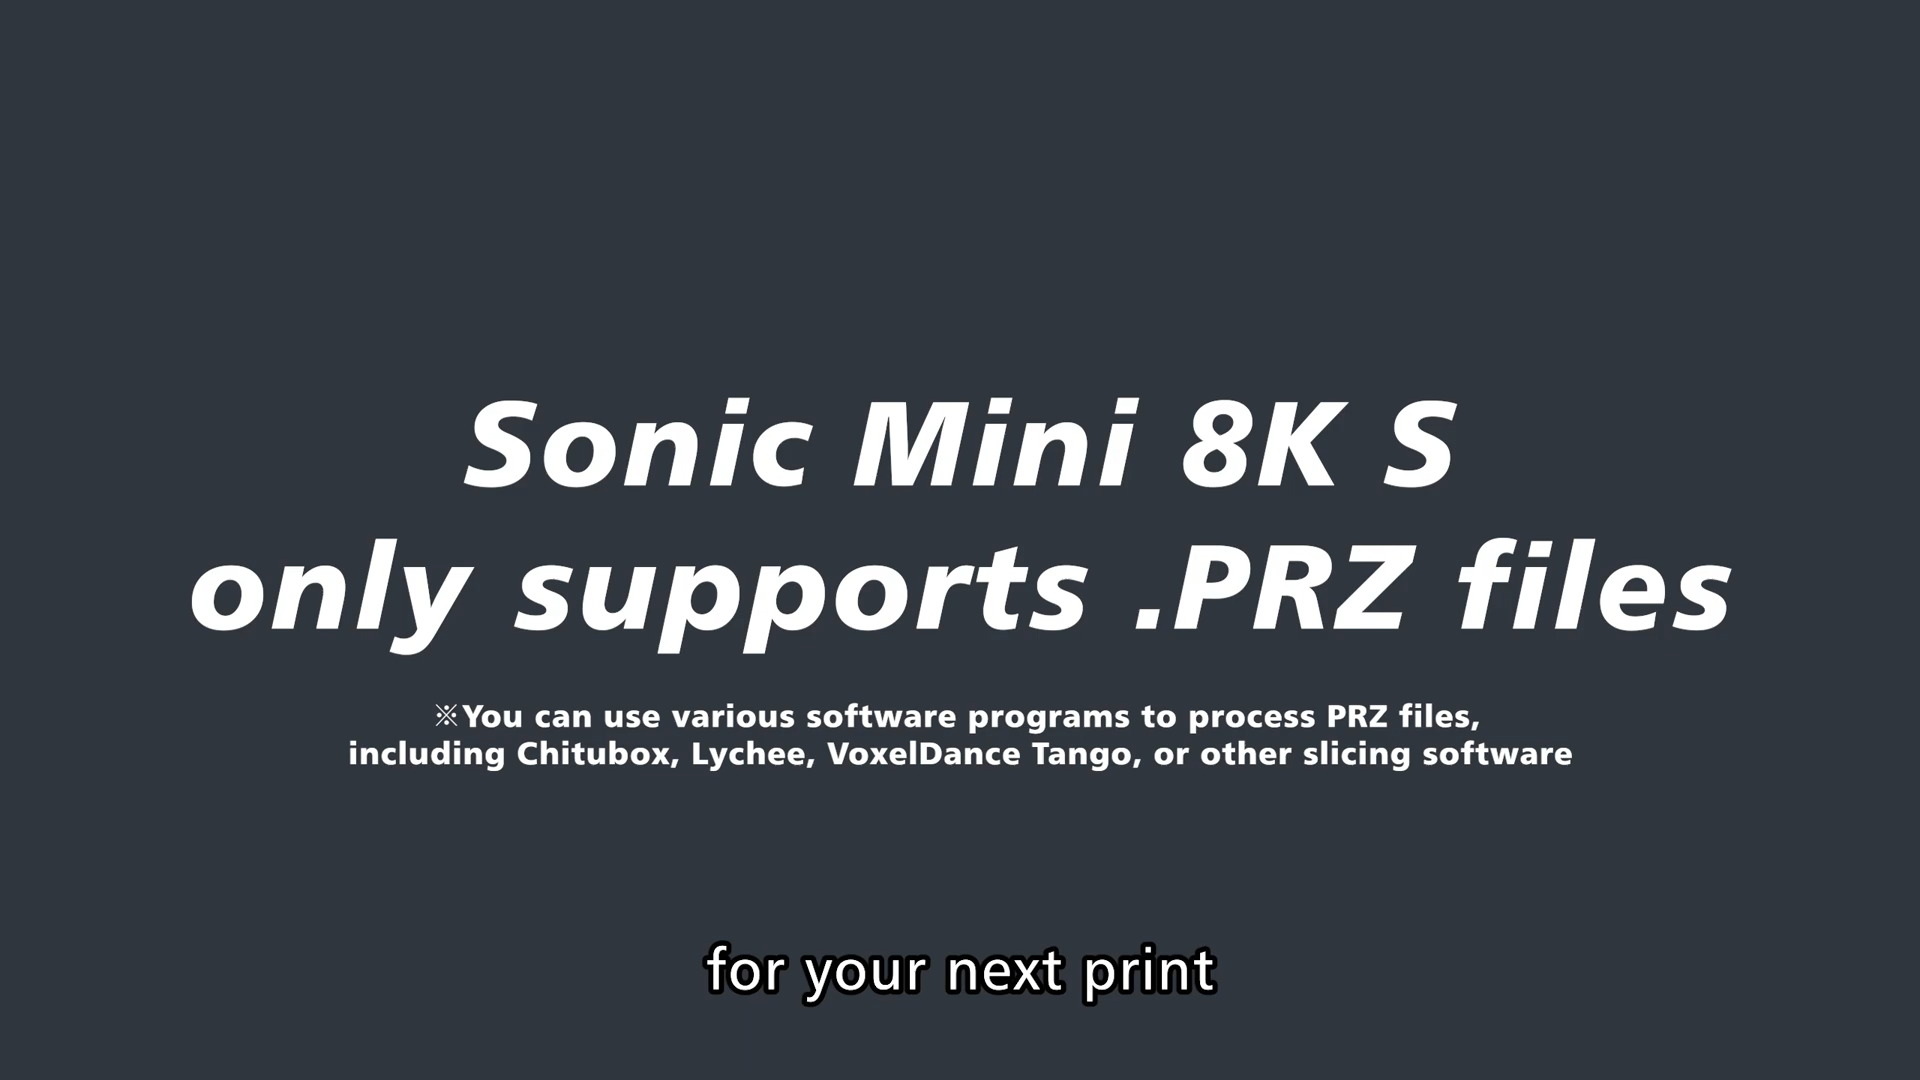 Sonic Mini 8K S
only supports .PRZ files
※You can use various software programs to process PRZ files,
including Chitubox, Lychee, VoxelDance Tango, or other slicing software
for your next print